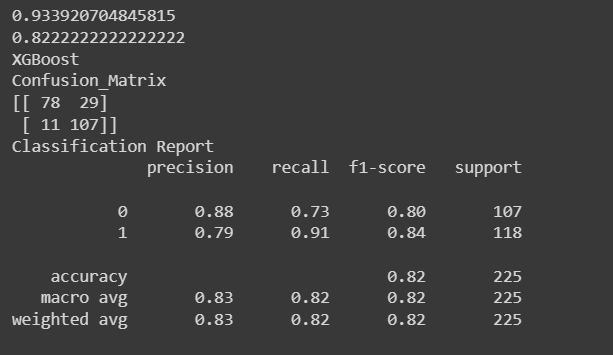 0.933920704845815
0.8222222222222222
XGBoost
Confusion_Matrix
[[ 78  29]
 [ 11 107]]
Classification Report
              precision    recall  f1-score   support

           0       0.88      0.73      0.80       107
           1       0.79      0.91      0.84       118

    accuracy                           0.82       225
   macro avg       0.83      0.82      0.82       225
weighted avg       0.83      0.82      0.82       225